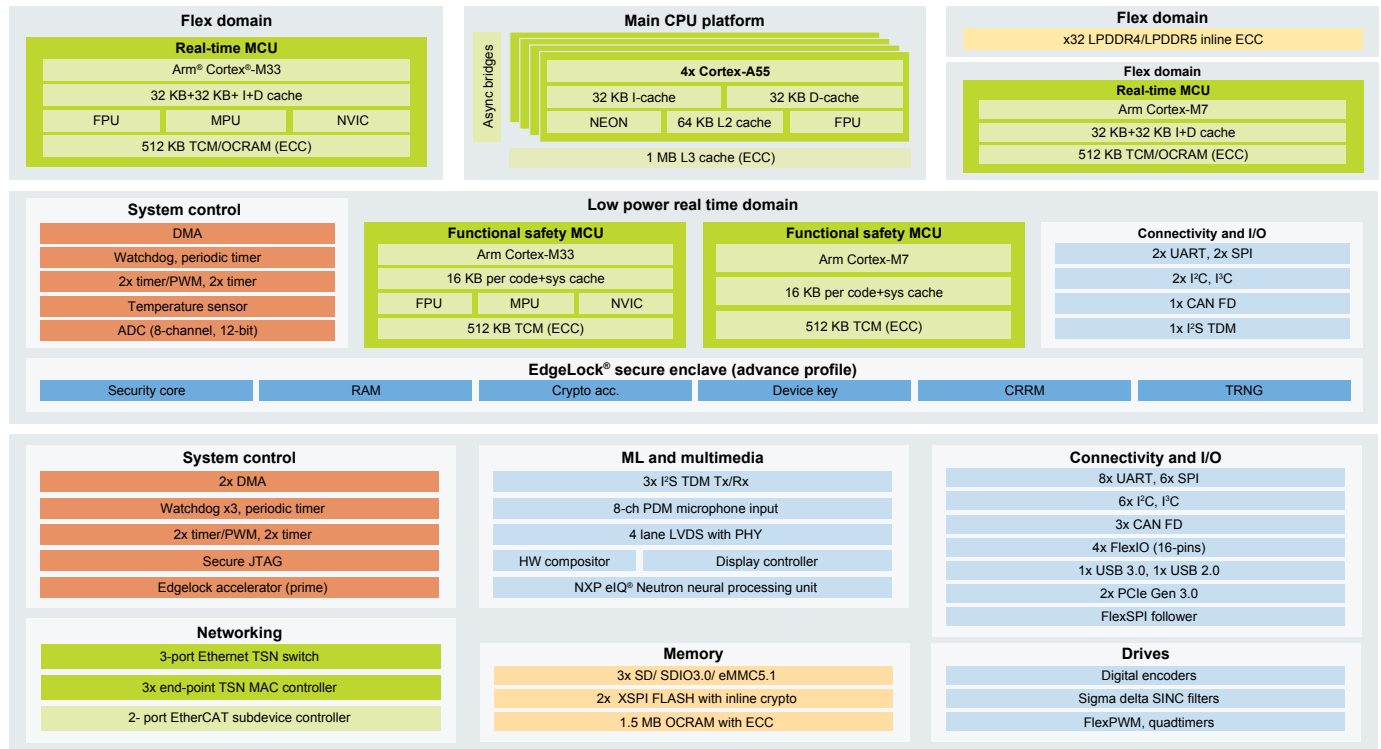 Flex domain
Real-time MCU
Arm® Cortex®-M33
32 KB+32 KB+ I+D cache
FPU
MPU
NVIC
512 KB TCM/OCRAM (ECC)
Main CPU platform
Async bridges
4x Cortex-A55
32 KB I-cache
32 KB D-cache
NEON
64 KB L2 cache
FPU
1 MB L3 cache (ECC)
Flex domain
x32 LPDDR4/LPDDR5 inline ECC
Flex domain
Real-time MCU
Arm Cortex-M7
32 KB+32 KB I+D cache
512 KB TCM/OCRAM (ECC)
Low power real time domain
System control
DMA
Watchdog, periodic timer
2x timer/PWM, 2x timer
Temperature sensor
ADC (8-channel, 12-bit)
Functional safety MCU
Arm Cortex-M33
16 KB per code+sys cache
FPU
MPU
NVIC
512 KB TCM (ECC)
Functional safety MCU
Arm Cortex-M7
16 KB per code+sys cache
512 KB TCM (ECC)
Connectivity and I/O
2x UART, 2x SPI
2x I²C, I³C
1x CAN FD
1x I²S TDM
EdgeLock® secure enclave (advance profile)
Security core
RAM
Crypto acc.
Device key
CRRM
TRNG
System control
2x DMA
Watchdog x3, periodic timer
2x timer/PWM, 2x timer
Secure JTAG
Edgelock accelerator (prime)
Networking
3-port Ethernet TSN switch
3x end-point TSN MAC controller
2- port EtherCAT subdevice controller
ML and multimedia
3x I²S TDM Tx/Rx
8-ch PDM microphone input
4 lane LVDS with PHY
HW compositor
Display controller
NXP eIQ® Neutron neural processing unit
Memory
3x SD/ SDIO3.0/ eMMC5.1
2x XSPI FLASH with inline crypto
1.5 MB OCRAM with ECC
Connectivity and I/O
8x UART, 6x SPI
6x I²C, I³C
3x CAN FD
4x FlexIO (16-pins)
1x USB 3.0, 1x USB 2.0
2x PCIe Gen 3.0
FlexSPI follower
Drives
Digital encoders
Sigma delta SINC filters
FlexPWM, quadtimers